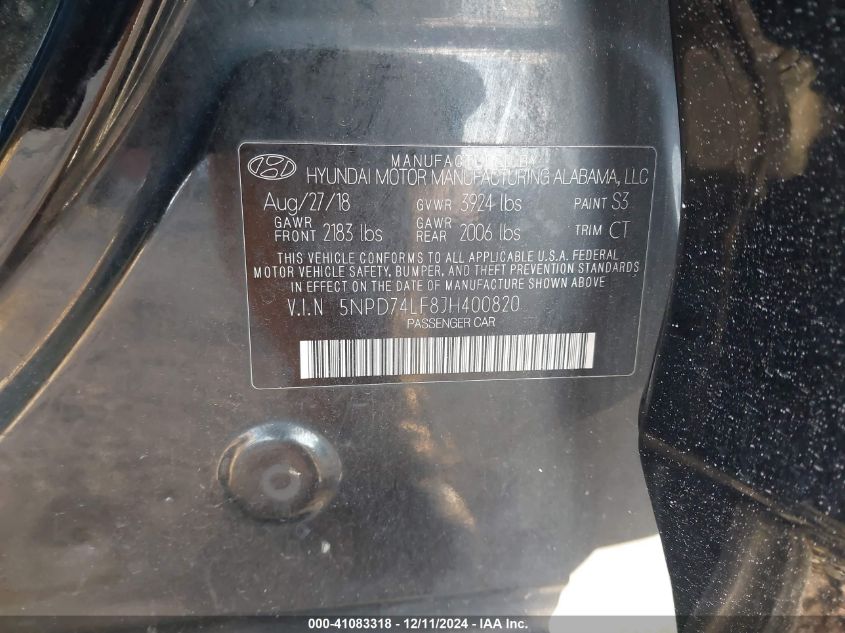 MANUFACTURED BY
HYUNDAI MOTOR MANUFACTURING ALABAMA, LLC
Aug/27/18 GVWR 3924 lbs PAINT S3
GAWR FRONT 2183 lbs GAWR REAR 2006 lbs TRIM CT
THIS VEHICLE CONFORMS TO ALL APPLICABLE U.S.A. FEDERAL
MOTOR VEHICLE SAFETY, BUMPER, AND THEFT PREVENTION STANDARDS
IN EFFECT ON THE DATE OF MANUFACTURE SHOWN ABOVE
V.I.N 5NPD74LF8JH400820
PASSENGER CAR
000-41083318 - 12/11/2024 - IAA Inc.